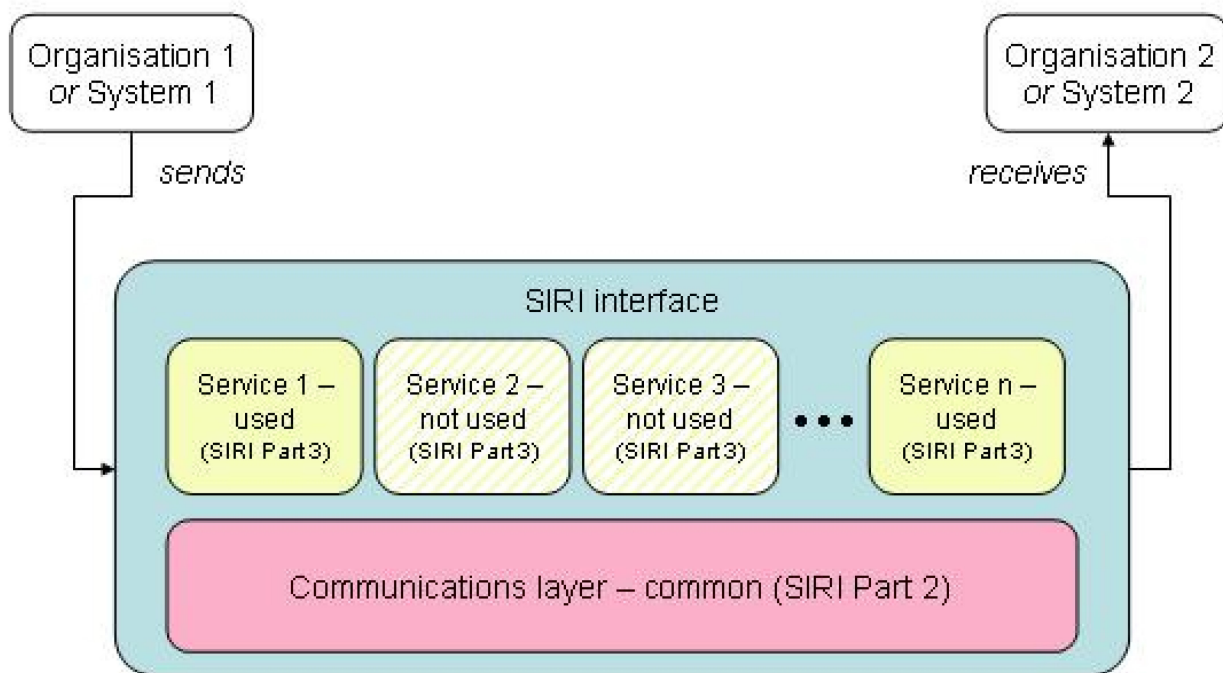 Organisation 1
or System 1
Organisation 2
or System 2
sends
receives
SIRI interface
Service 1 –
used
(SIRI Part3)
Service 2 –
not used
(SIRI Part3)
Service 3 –
not used
(SIRI Part3)
•••
Service n –
used
(SIRI Part3)
Communications layer – common (SIRI Part 2)